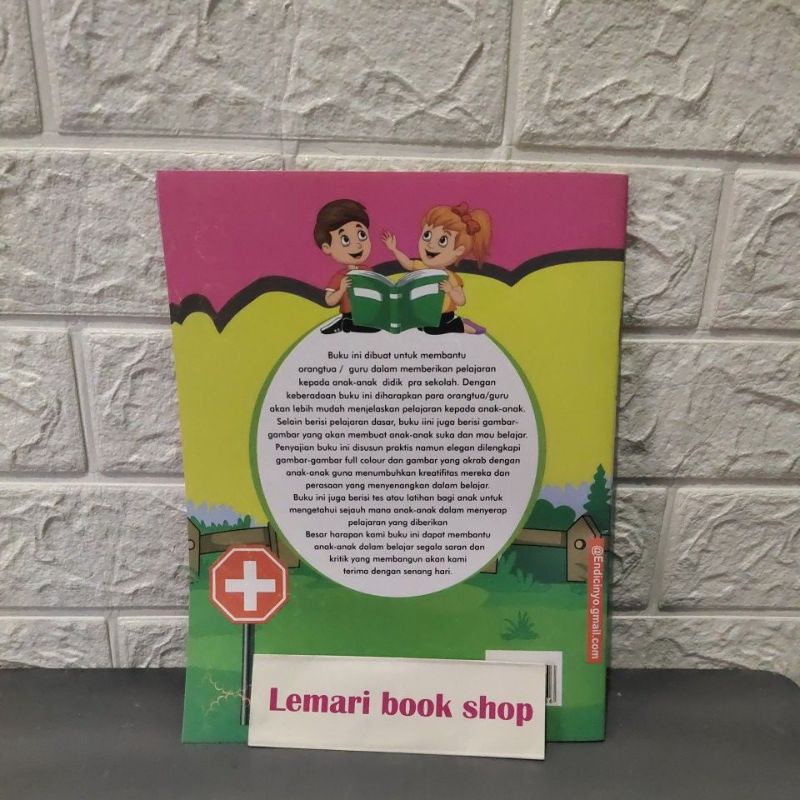 Buku ini dibuat untuk membantu
orangtua / guru dalam memberikan pelajaran
kepada anak-anak didik pra sekolah. Dengan
keberadaan buku ini diharapkan para orangtua/guru
akan lebih mudah menjelaskan pelajaran kepada anak-anak.
Selain berisi pelajaran dasar, buku iini juga berisi gambar-
gambar yang akan membuat anak-anak suka dan mau belajar.
Penyajian buku ini disusun praktis namun elegan dilengkapi
gambar-gambar full colour dan gambar yang akrab dengan
anak-anak guna menumbuhkan kreatifitas mereka dan
perasaan yang menyenangkan dalam belajar.
Buku ini juga berisi tes atau latihan bagi anak untuk
mengetahui sejauh mana anak-anak dalam menyerap
pelajaran yang diberikan
Besar harapan kami buku ini dapat membantu
anak-anak dalam belajar segala saran dan
kritik yang membangun akan kami
terima dengan senang hari.
@Endicinyo.gmail.com
Lemari book shop